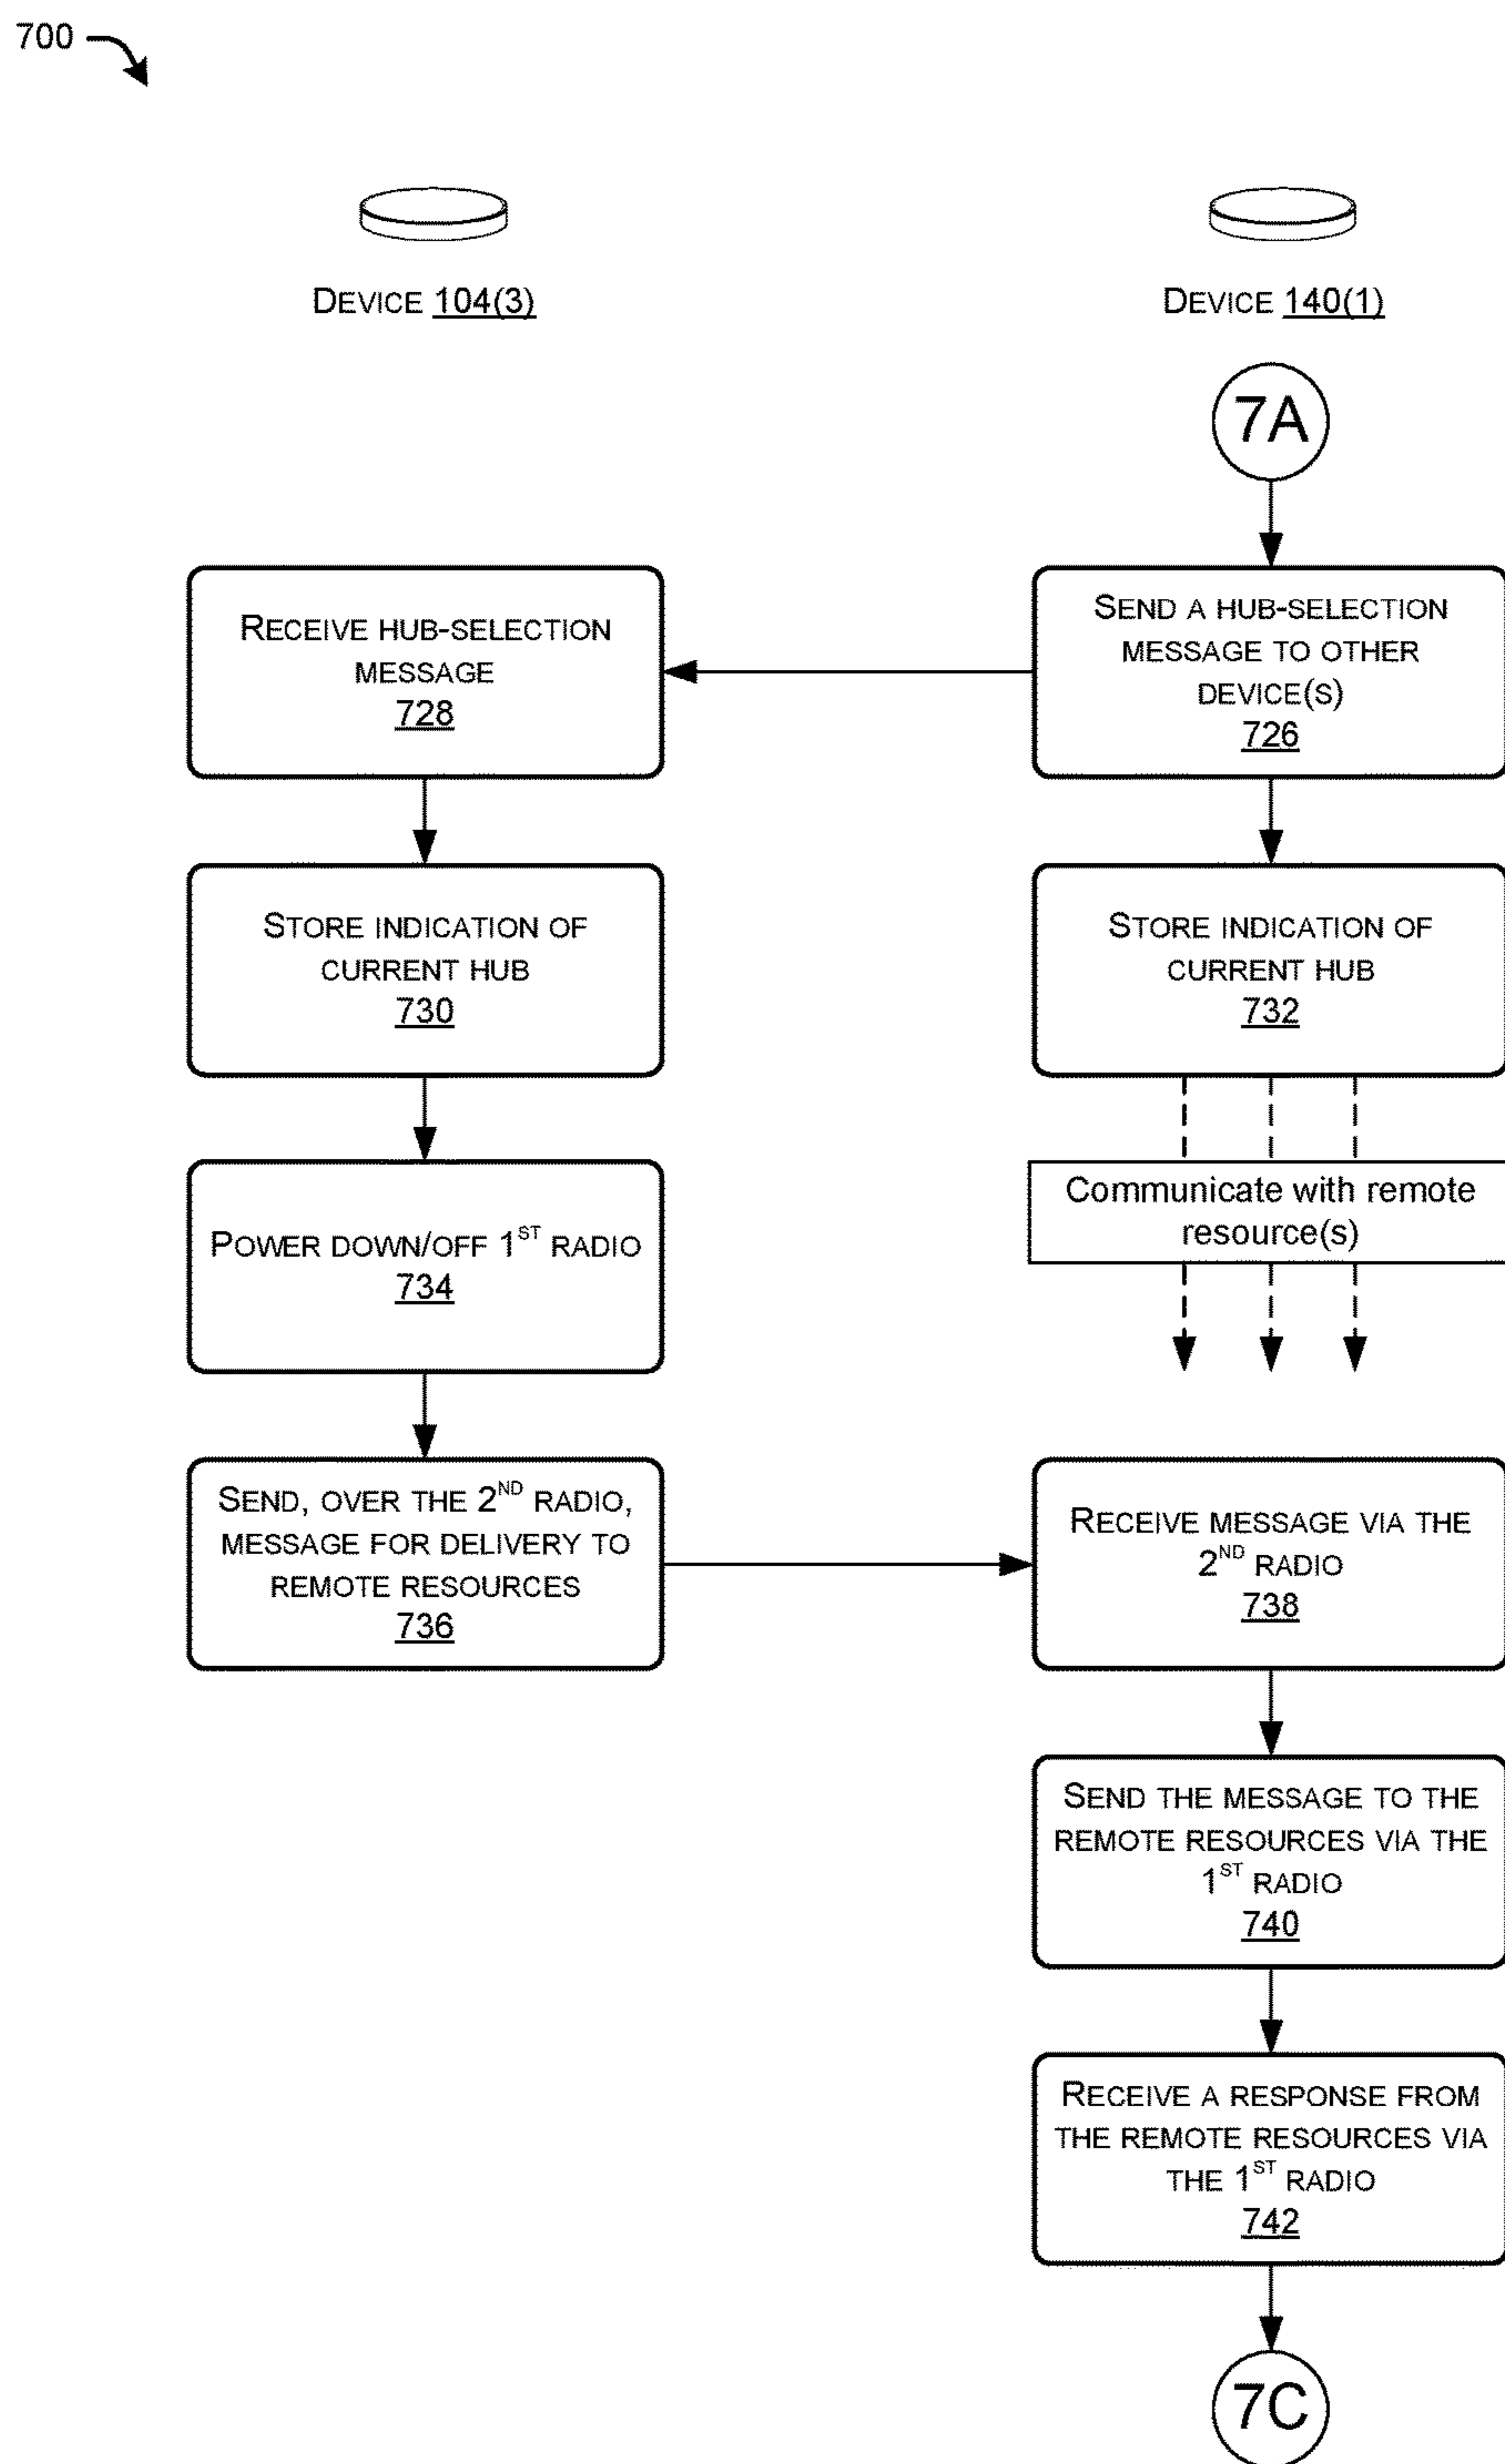 700
DEVICE 104(3)
DEVICE 140(1)
7A
RECEIVE HUB-SELECTION
MESSAGE
728
SEND A HUB-SELECTION
MESSAGE TO OTHER
DEVICE(S)
726
STORE INDICATION OF
CURRENT HUB
730
STORE INDICATION OF
CURRENT HUB
732
POWER DOWN/OFF 1ST RADIO
734
Communicate with remote
resource(s)
SEND, OVER THE 2ND RADIO,
MESSAGE FOR DELIVERY TO
REMOTE RESOURCES
736
RECEIVE MESSAGE VIA THE
2ND RADIO
738
SEND THE MESSAGE TO THE
REMOTE RESOURCES VIA THE
1ST RADIO
740
RECEIVE A RESPONSE FROM
THE REMOTE RESOURCES VIA
THE 1ST RADIO
742
7C